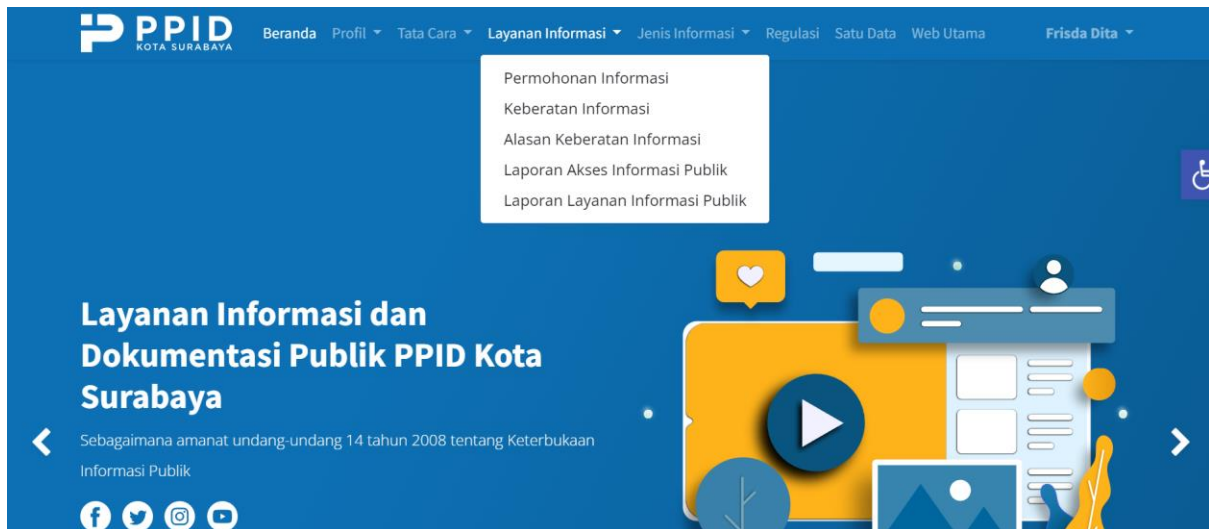 PPID
KOTA SURABAYA
Beranda Profil Tata Cara Layanan Informasi Jenis Informasi Regulasi Satu Data Web Utama Frisda Dita
Permohonan Informasi
Keberatan Informasi
Alasan Keberatan Informasi
Laporan Akses Informasi Publik
Laporan Layanan Informasi Publik
Layanan Informasi dan
Dokumentasi Publik PPID Kota
Surabaya
Sebagaimana amanat undang-undang 14 tahun 2008 tentang Keterbukaan
Informasi Publik